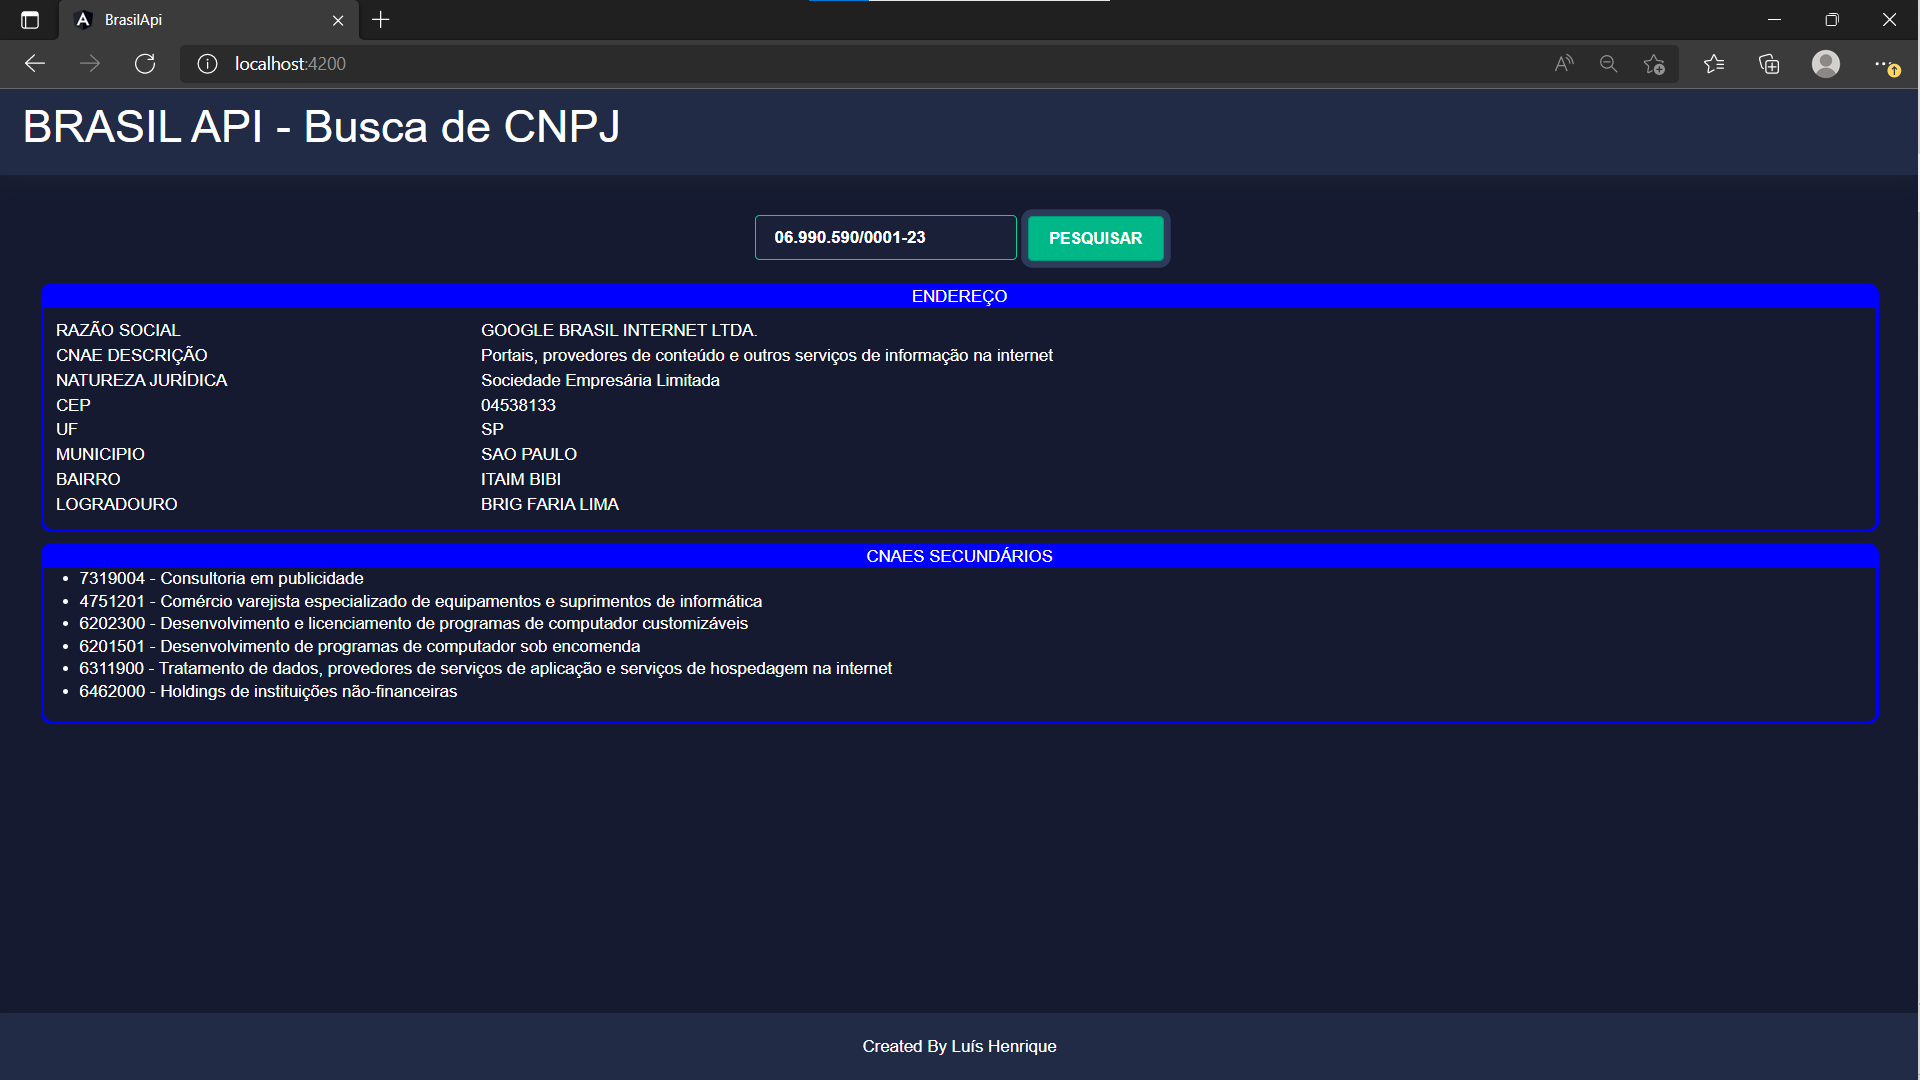 BrasilApi
localhost:4200
BRASIL API - Busca de CNPJ
06.990.590/0001-23 PESQUISAR
ENDEREÇO
RAZÃO SOCIAL GOOGLE BRASIL INTERNET LTDA.
CNAE DESCRIÇÃO Portais, provedores de conteúdo e outros serviços de informação na internet
NATUREZA JURÍDICA Sociedade Empresária Limitada
CEP 04538133
UF SP
MUNICIPIO SAO PAULO
BAIRRO ITAIM BIBI
LOGRADOURO BRIG FARIA LIMA
CNAES SECUNDÁRIOS
• 7319004 - Consultoria em publicidade
• 4751201 - Comércio varejista especializado de equipamentos e suprimentos de informática
• 6202300 - Desenvolvimento e licenciamento de programas de computador customizáveis
• 6201501 - Desenvolvimento de programas de computador sob encomenda
• 6311900 - Tratamento de dados, provedores de serviços de aplicação e serviços de hospedagem na internet
• 6462000 - Holdings de instituições não-financeiras
Created By Luís Henrique